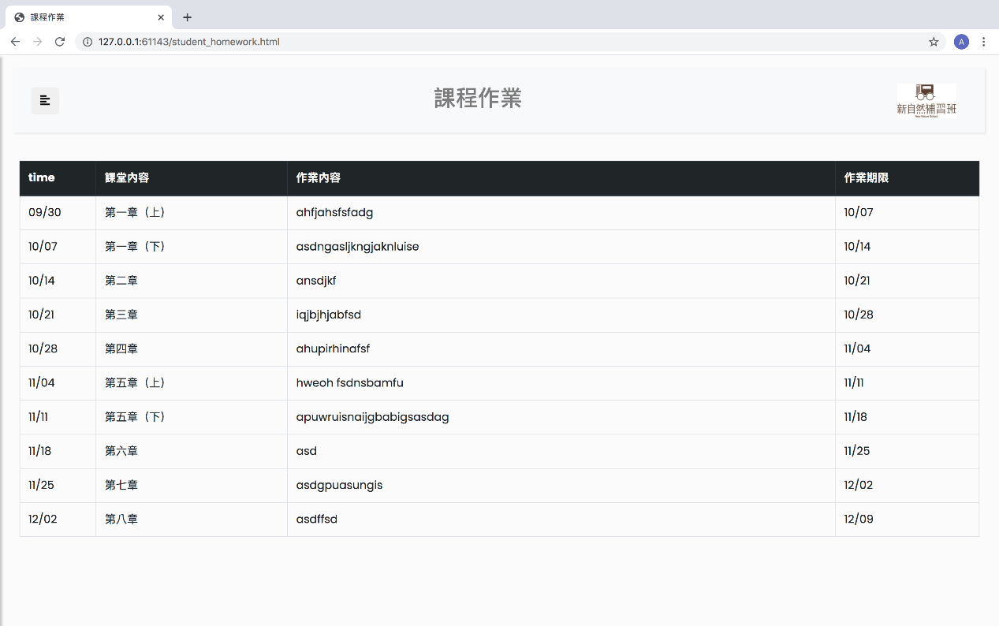 課程作業
127.0.0.1:61143/student_homework.html
A
課程作業
新自然補習班
time 課堂內容 作業內容 作業期限
09/30 第一章（上） ahfjahsfsfadg 10/07
10/07 第一章（下） asdngasljkngjaknluise 10/14
10/14 第二章 ansdjkf 10/21
10/21 第三章 iqjbjhjabfsd 10/28
10/28 第四章 ahupirhinafsf 11/04
11/04 第五章（上） hweoh fsdnsbamfu 11/11
11/11 第五章（下） apuwruisnaijgbabigsasdag 11/18
11/18 第六章 asd 11/25
11/25 第七章 asdgpuasungis 12/02
12/02 第八章 asdffsd 12/09